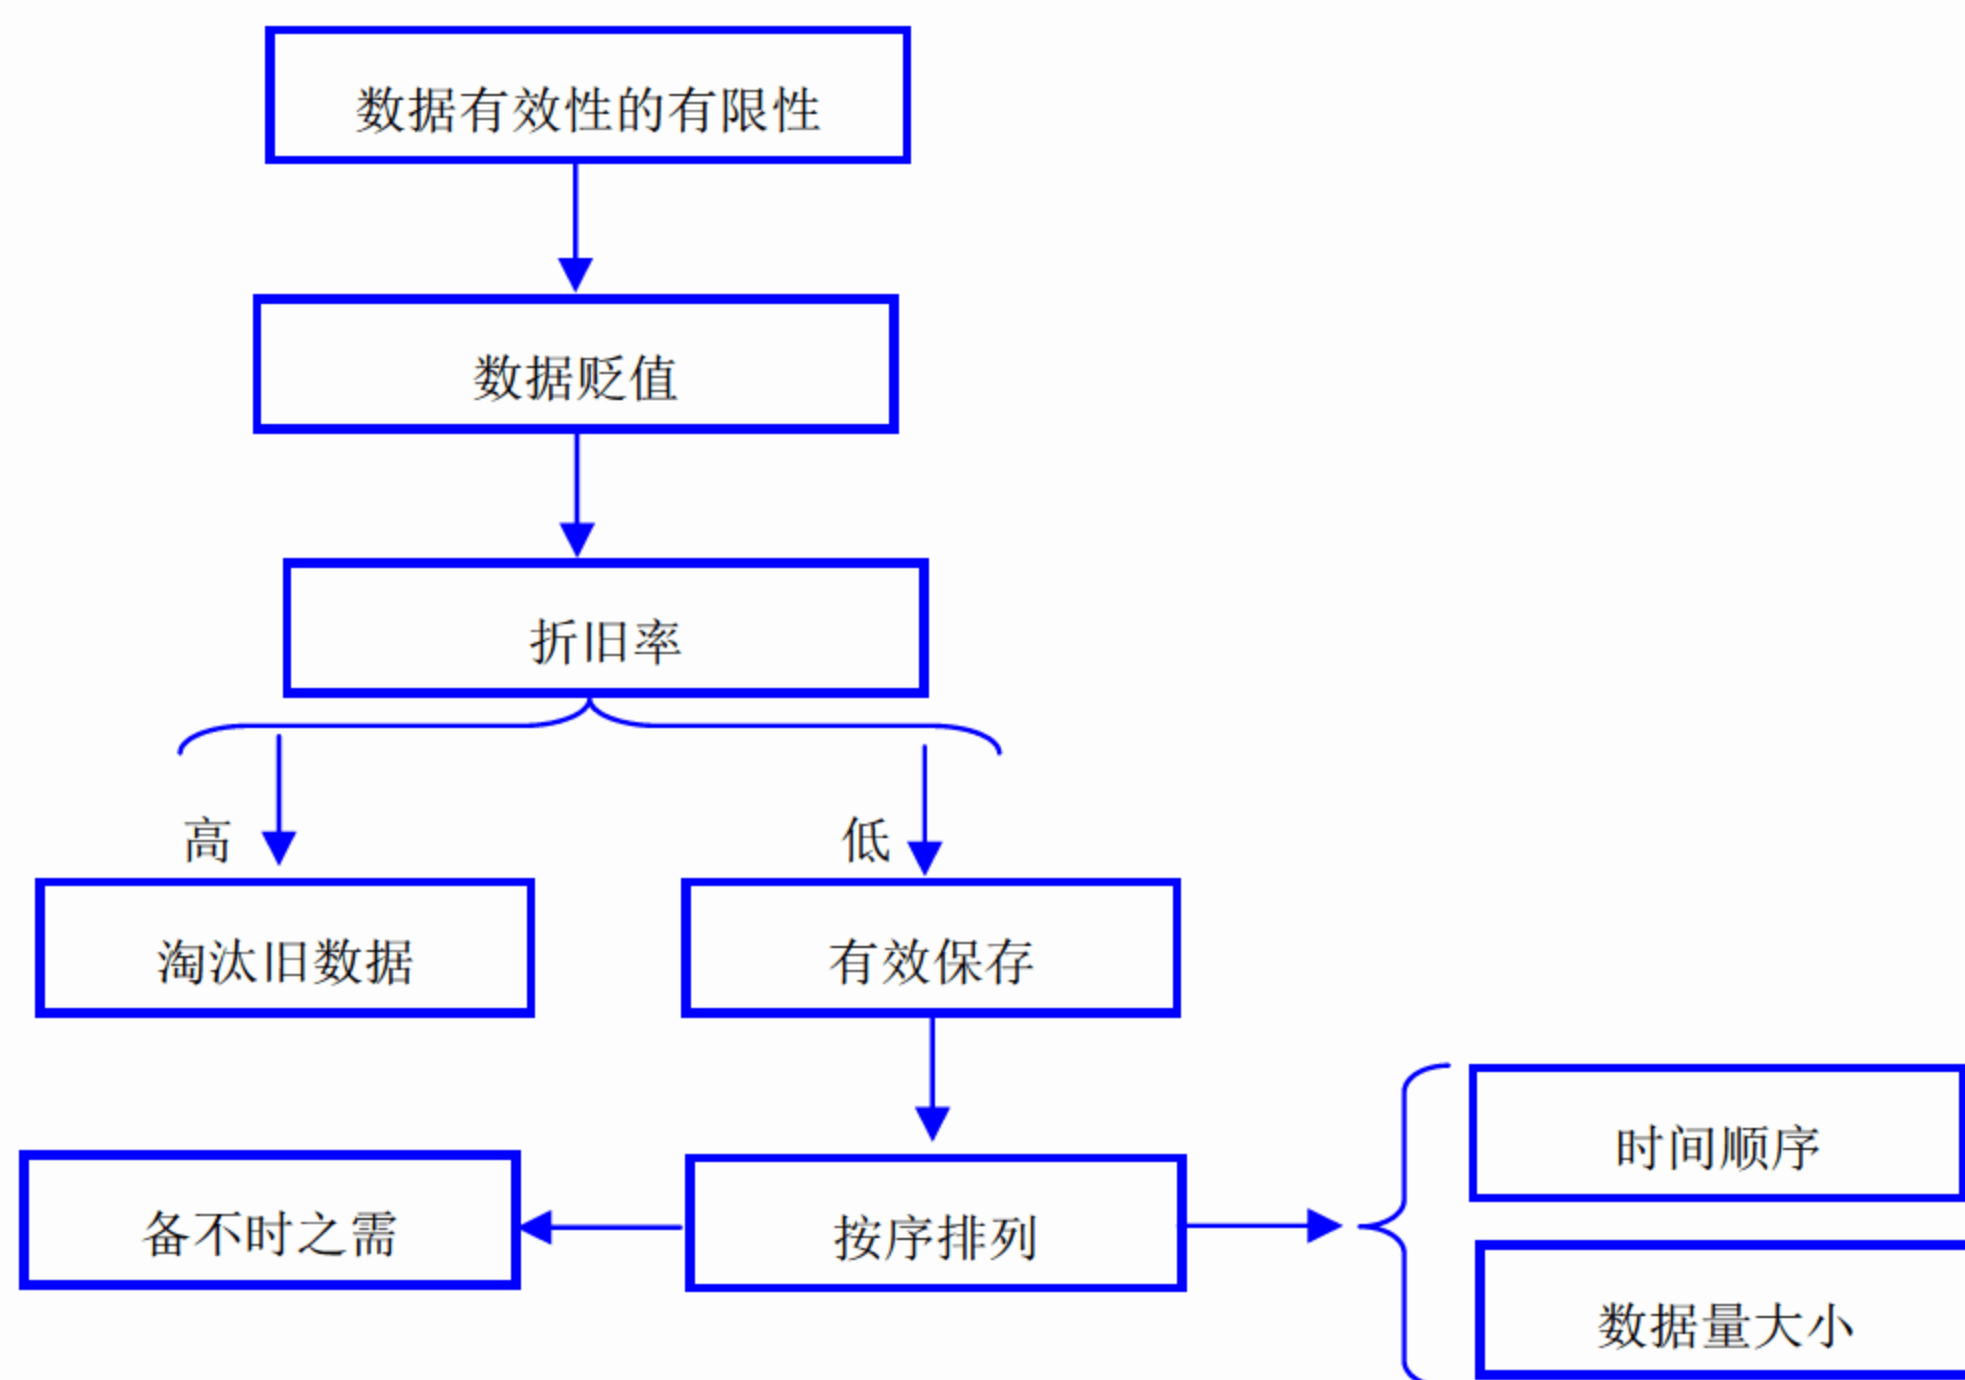 数据有效性的有限性
数据贬值
折旧率
高
低
淘汰旧数据
有效保存
时间顺序
备不时之需
按序排列
数据量大小